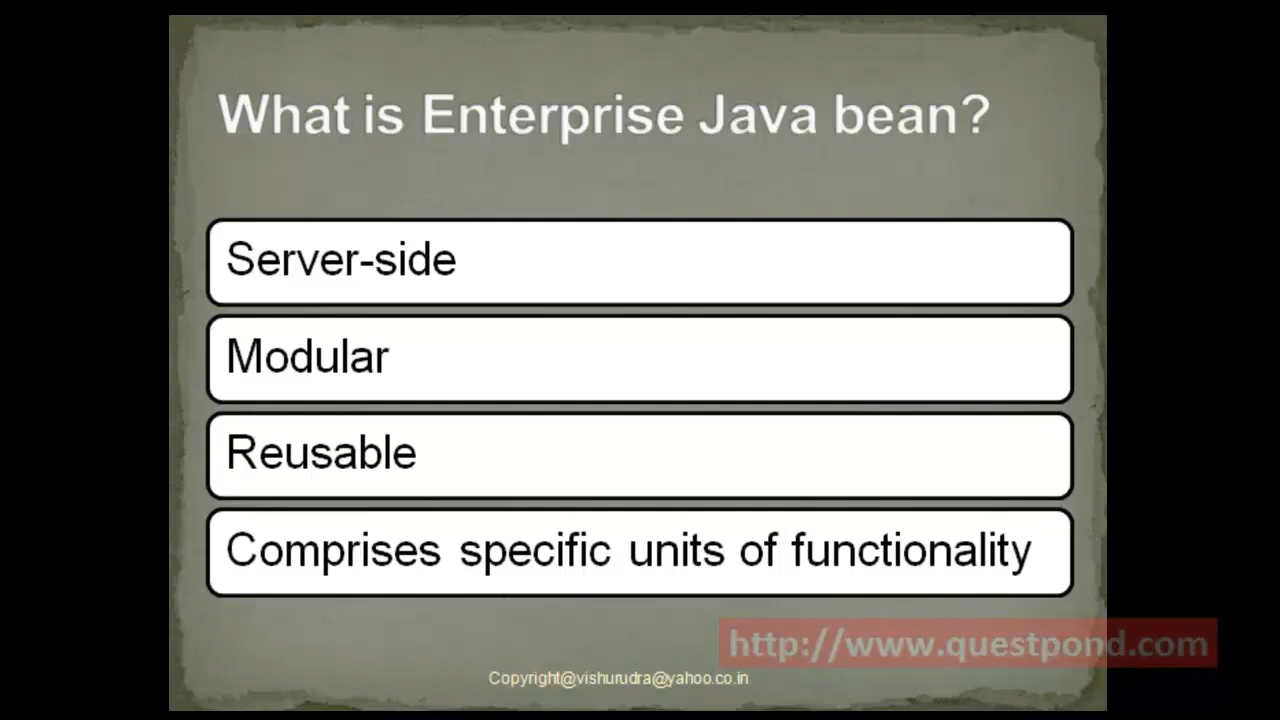 What is Enterprise Java bean?
Server-side
Modular
Reusable
Comprises specific units of functionality
http://www.questpond.com
Copyright@vishurudra@yahoo.co.in